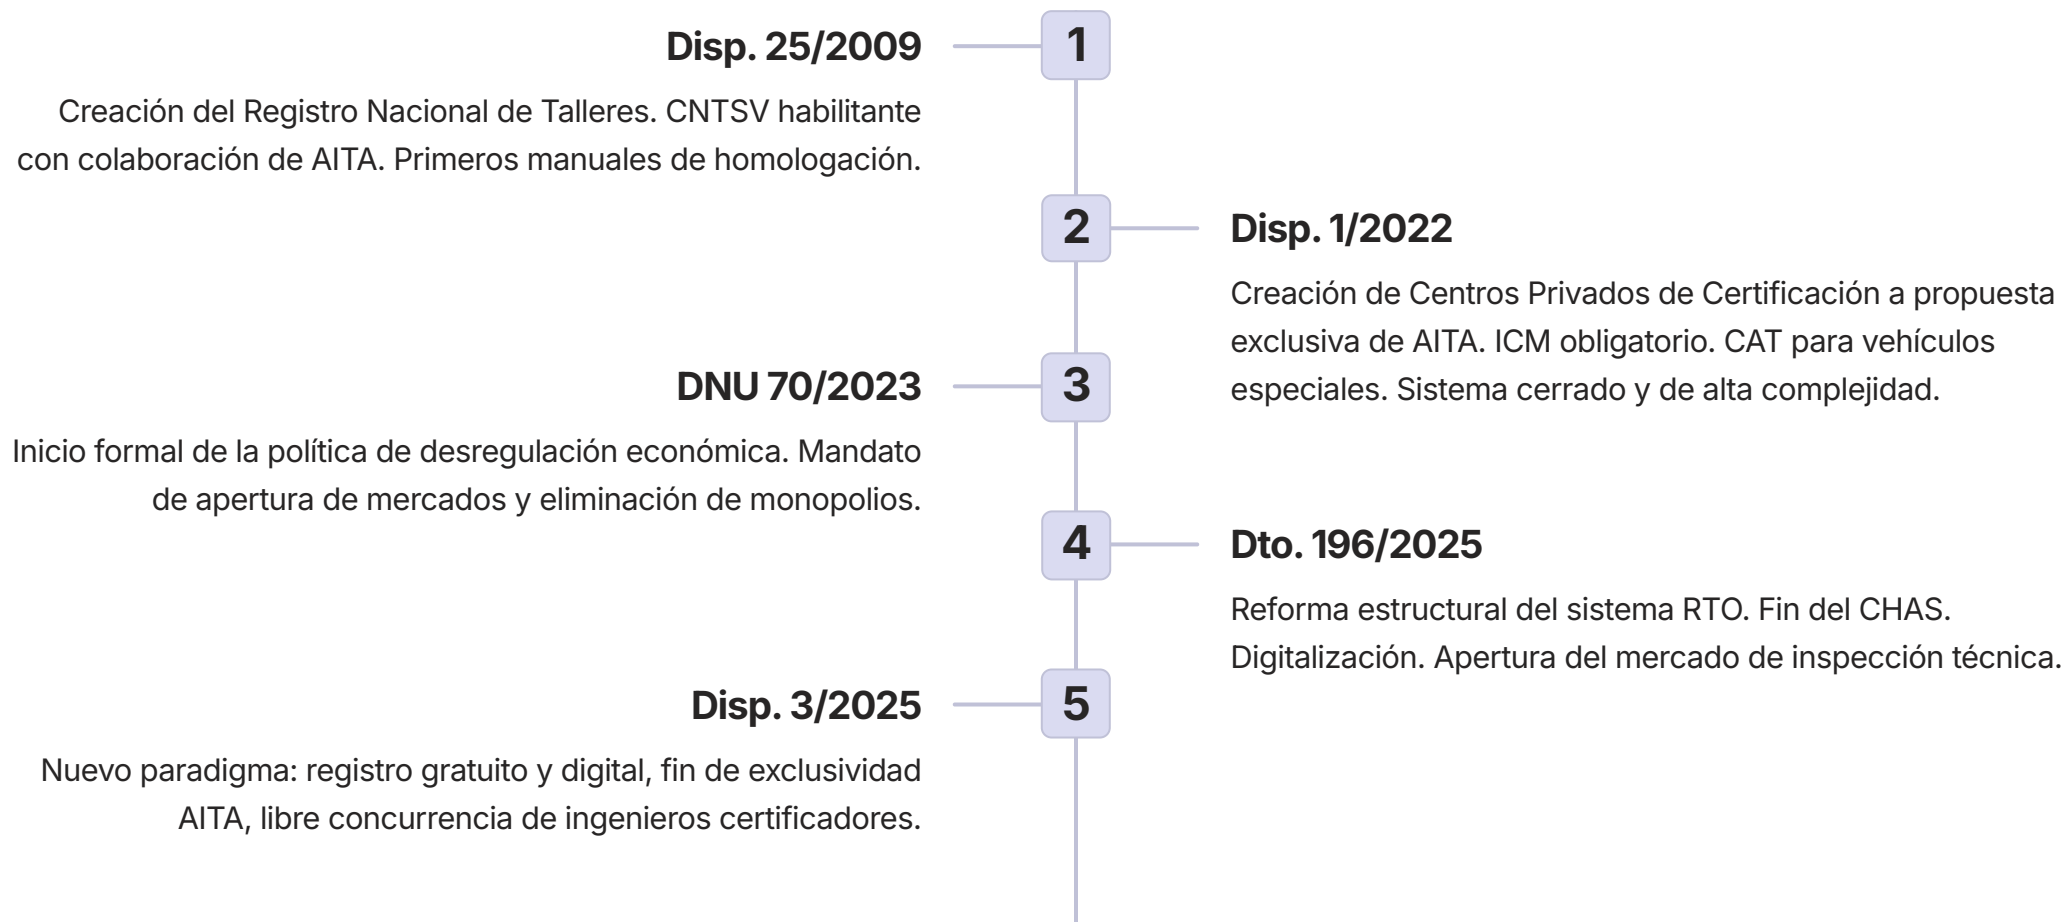 1
Disp. 25/2009
Creación del Registro Nacional de Talleres. CNTSV habilitante
con colaboración de AITA. Primeros manuales de homologación.
2
Disp. 1/2022
Creación de Centros Privados de Certificación a propuesta
exclusiva de AITA. ICM obligatorio. CAT para vehículos
especiales. Sistema cerrado y de alta complejidad.
3
DNU 70/2023
Inicio formal de la política de desregulación económica. Mandato
de apertura de mercados y eliminación de monopolios.
4
Dto. 196/2025
Reforma estructural del sistema RTO. Fin del CHAS.
Digitalización. Apertura del mercado de inspección técnica.
5
Disp. 3/2025
Nuevo paradigma: registro gratuito y digital, fin de exclusividad
AITA, libre concurrencia de ingenieros certificadores.